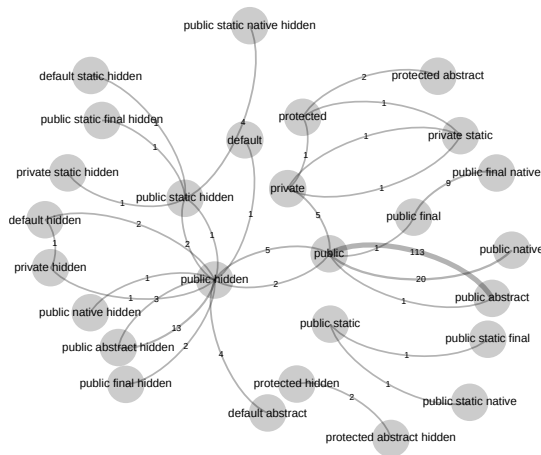 public static native hidden
default static hidden
2
protected abstract
public static final hidden
1
4
protected
1
default
1
private static
1
1
private static hidden
1
public final native
1
9
private
public static hidden
default hidden
2
1
5
public final
1
2
1
5
public
1
113
public native
private hidden
public hidden
1
20
1
3
2
1
public abstract
public native hidden
13
public static
public abstract hidden
2
4
1
public static final
public final hidden
protected hidden
1
2
public static native
default abstract
protected abstract hidden